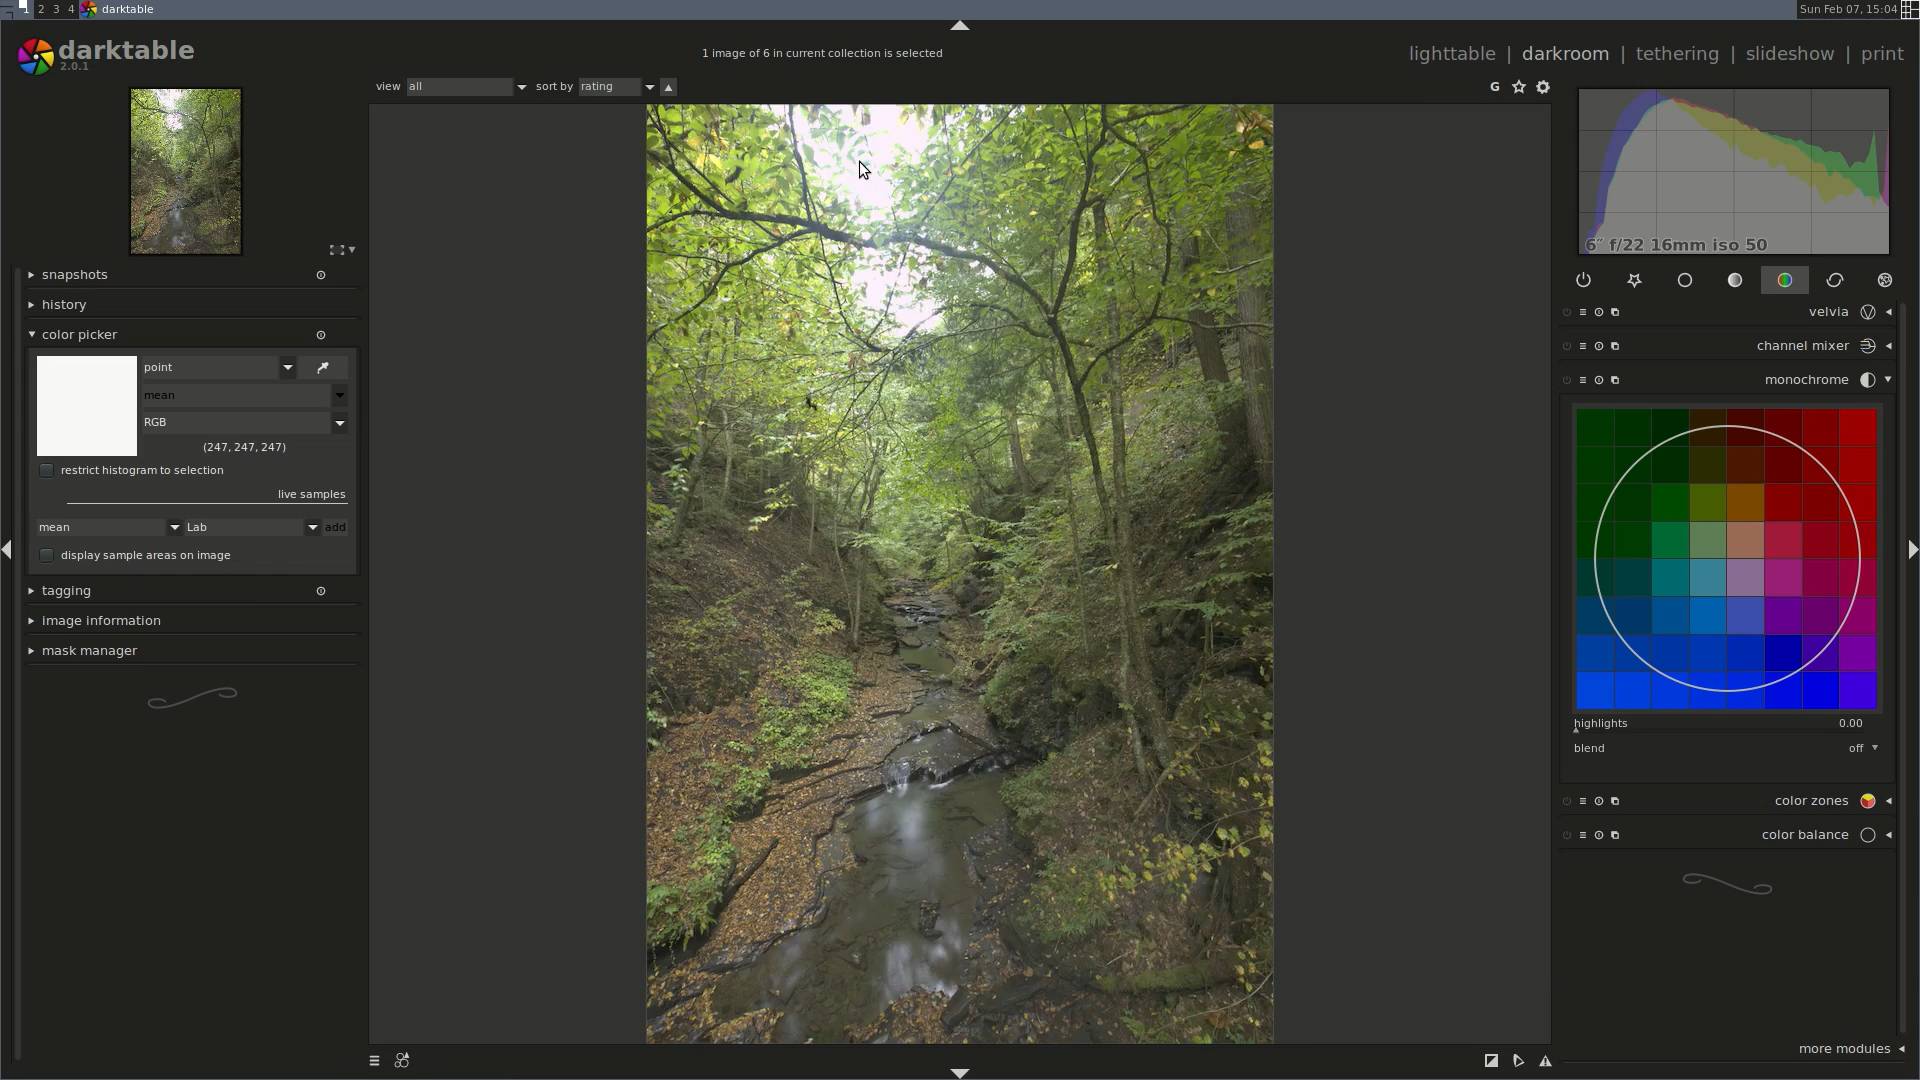 1 2 3 4 darktable
Sun Feb 07, 15:04
darktable
2.0.1
1 image of 6 in current collection is selected
lighttable | darkroom | tethering | slideshow | print
view all sort by rating
G
6" f/22 16mm iso 50
snapshots
history
color picker
point
mean
RGB
(247, 247, 247)
restrict histogram to selection
live samples
mean Lab add
display sample areas on image
tagging
image information
mask manager
velvia
channel mixer
monochrome
highlights 0.00
blend off
color zones
color balance
more modules